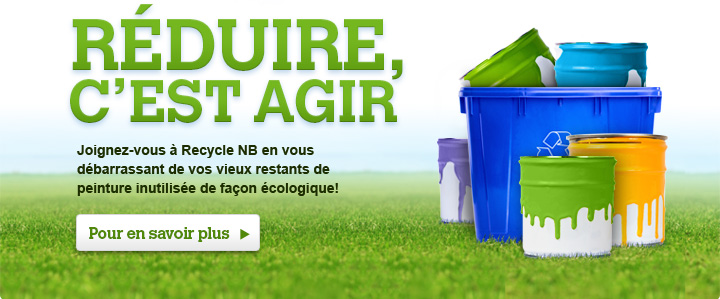 RÉDUIRE,
C’EST AGIR
Joignez-vous à Recycle NB en vous
débarrassant de vos vieux restants de
peinture inutilisée de façon écologique!
Pour en savoir plus